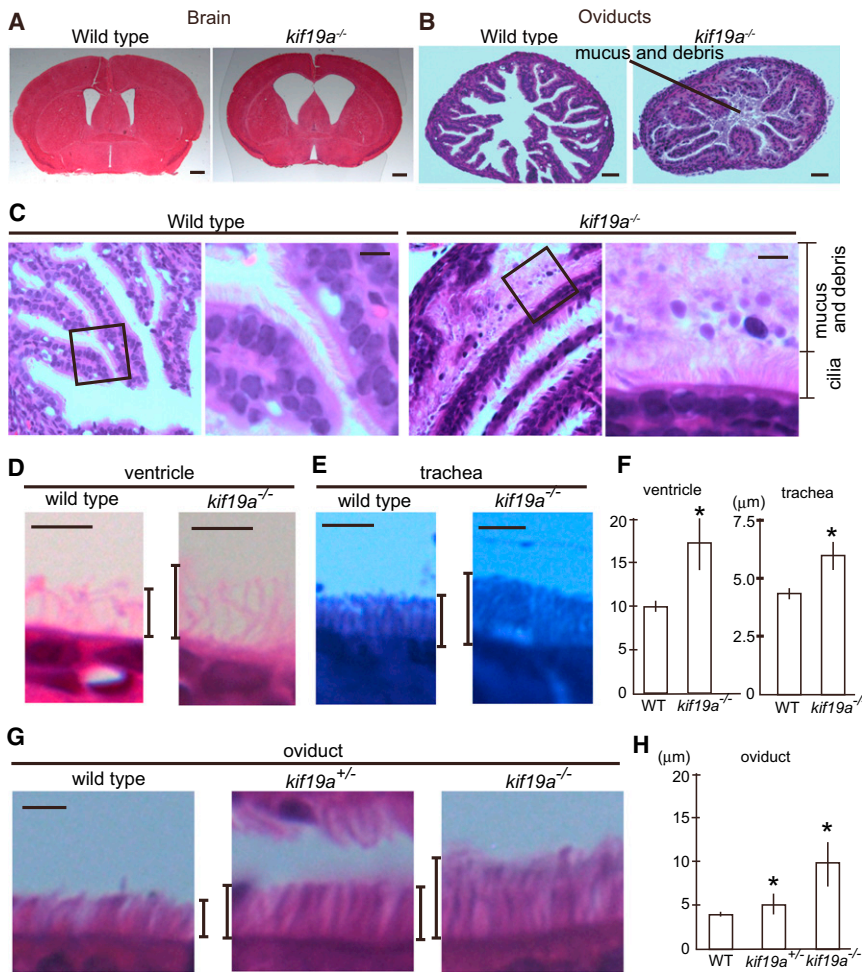 A
Brain
Wild type
kif19a-/-
B
Oviducts
Wild type
kif19a-/-
mucus and debris
C
Wild type
kif19a-/-
mucus
and debris
cilia
D
ventricle
wild type
kif19a-/-
E
trachea
wild type
kif19a-/-
F
ventricle
20
15
10
5
0
*
WT
kif19a-/-
(μm)
trachea
7.5
5.0
2.5
0
*
WT
kif19a-/-
G
oviduct
wild type
kif19a+/-
kif19a-/-
H
(μm)
oviduct
20
15
10
5
0
*
*
WT
kif19a+/-
kif19a-/-